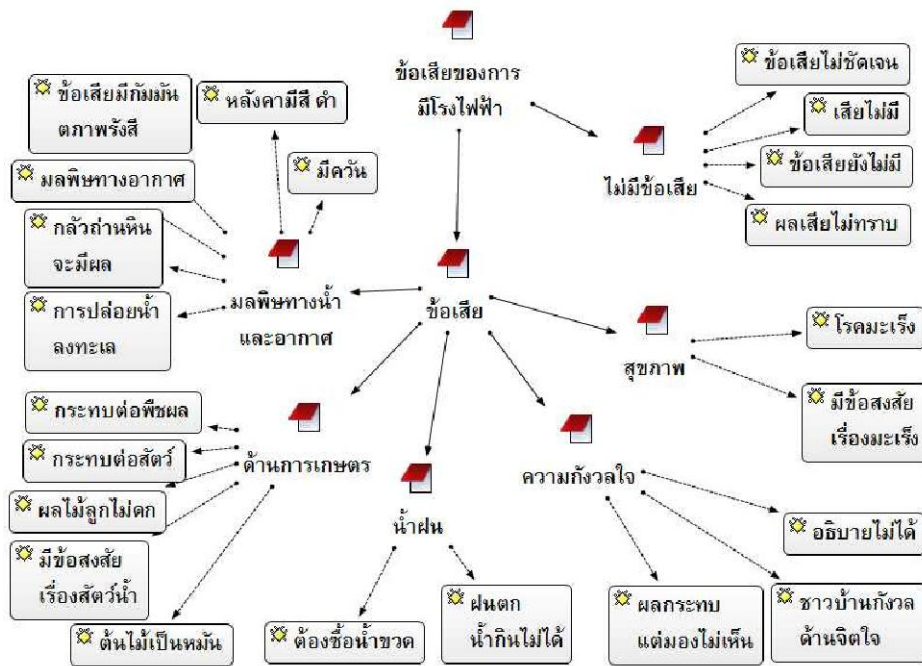 ข้อเสียของการ
มีโรงไฟฟ้า
ข้อเสียมีกัมมัน
ตภาพรังสี
หลังคามีสี ดำ
มลพิษทางอากาศ
มีควัน
กลัวถ่านหิน
จะมีผล
การปล่อยน้ำ
ลงทะเล
มลพิษทางน้ำ
และอากาศ
ข้อเสีย
ข้อเสียไม่ชัดเจน
เสียไม่มี
ข้อเสียยังไม่มี
ผลเสียไม่ทราบ
ไม่มีข้อเสีย
สุขภาพ
โรคมะเร็ง
มีข้อสงสัย
เรื่องมะเร็ง
กระทบต่อพืชผล
กระทบต่อสัตว์
ผลไม้ลูกไม่ดก
มีข้อสงสัย
เรื่องสัตว์น้ำ
ต้นไม้เป็นหมัน
ด้านการเกษตร
น้ำฝน
ต้องซื้อน้ำขวด
ฝนตก
น้ำกินไม่ได้
ความกังวลใจ
อธิบายไม่ได้
ผลกระทบ
แต่มองไม่เห็น
ชาวบ้านกังวล
ด้านจิตใจ